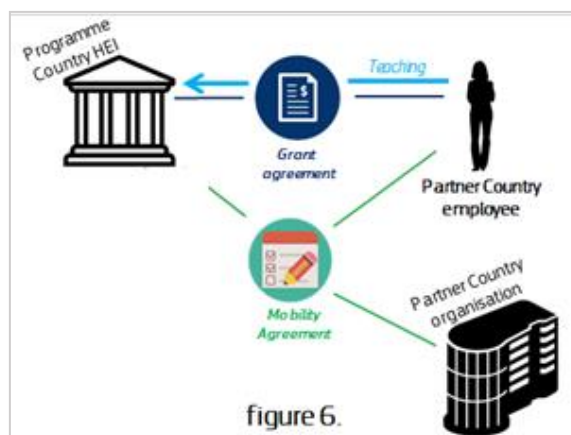 Programme
Country HEI
Teaching
Grant
agreement
Partner Country
employee
Mobility
Agreement
Partner Country
organisation
figure 6.